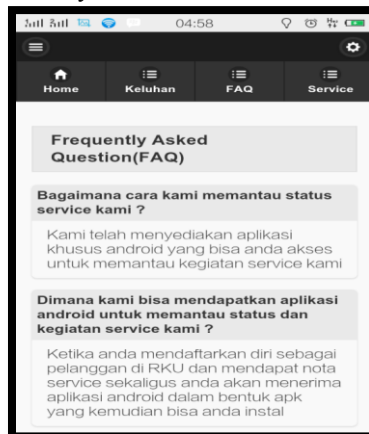 04:58
Home Keluhan FAQ Service
Frequently Asked
Question(FAQ)
Bagaimana cara kami memantau status
service kami ?
Kami telah menyediakan aplikasi
khusus android yang bisa anda akses
untuk memantau kegiatan service kami
Dimana kami bisa mendapatkan aplikasi
android untuk memantau status dan
kegiatan service kami ?
Ketika anda mendaftarkan diri sebagai
pelanggan di RKU dan mendapat nota
service sekaligus anda akan menerima
aplikasi android dalam bentuk apk
yang kemudian bisa anda instal